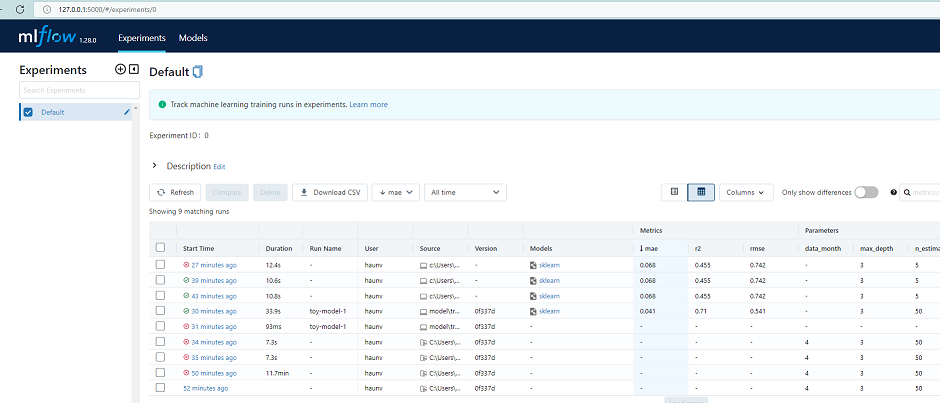 127.0.0.1:5000/#/experiments/0
mlflow 1.28.0 Experiments Models
Experiments
Search Experiments
Default
Default
Track machine learning training runs in experiments. Learn more
Experiment ID: 0
Description Edit
Refresh Compare Delete Download CSV ↓ mae All time Columns Only show differences metrics
Showing 9 matching runs
Metrics Parameters
Start Time Duration Run Name User Source Version Models ↓ mae r2 rmse data_month max_depth n_estima
27 minutes ago 12.4s - haunv c:\Users\... - sklearn 0.068 0.455 0.742 - 3 5
39 minutes ago 10.6s - haunv c:\Users\... - sklearn 0.068 0.455 0.742 - 3 5
43 minutes ago 10.8s - haunv c:\Users\... - sklearn 0.068 0.455 0.742 - 3 5
30 minutes ago 33.9s toy-model-1 haunv model\tr... 0f337d sklearn 0.041 0.71 0.541 - 3 50
31 minutes ago 93ms toy-model-1 haunv model\tr... 0f337d - - - - - - -
34 minutes ago 7.3s - haunv C:\Users\... 0f337d - - - - 4 3 50
35 minutes ago 7.3s - haunv C:\Users\... 0f337d - - - - 4 3 50
50 minutes ago 11.7min - haunv C:\Users\... 0f337d - - - - 4 3 50
52 minutes ago - - haunv C:\Users\... 0f337d - - - - 4 3 50